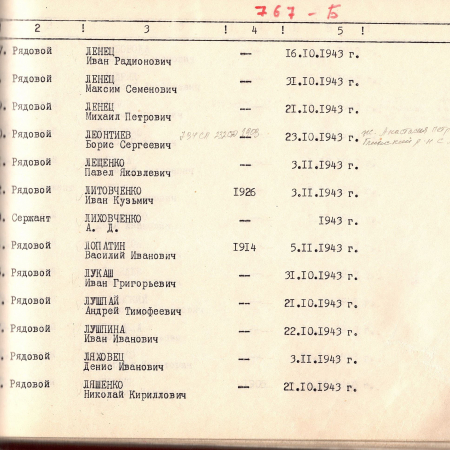 767-Б
2 ! 3 ! 4 ! 5 !
Рядовой ЛЕНЕЦ — 16.10.1943 г.
Иван Радионович
Рядовой ЛЕНЕЦ — 31.10.1943 г.
Максим Семенович
Рядовой ЛЕНЕЦ — 21.10.1943 г.
Михаил Петрович
Рядовой ЛЕОНТИЕВ — 23.10.1943 г.
Борис Сергеевич
Рядовой ЛЕЩЕНКО — 3.11.1943 г.
Павел Яковлевич
Рядовой ЛИТОВЧЕНКО 1926 3.11.1943 г.
Иван Кузьмич
Сержант ЛИХОВЧЕНКО — 1943 г.
А. Д.
Рядовой ЛОПАТИН 1914 5.11.1943 г.
Василий Иванович
Рядовой ЛУКАШ — 31.10.1943 г.
Иван Григорьевич
Рядовой ЛУШПАЙ — 21.10.1943 г.
Андрей Тимофеевич
Рядовой ЛУШПИНА — 22.10.1943 г.
Иван Иванович
Рядовой ЛЯХОВЕЦ — 3.11.1943 г.
Денис Иванович
Рядовой ЛЯШЕНКО — 21.10.1943 г.
Николай Кириллович